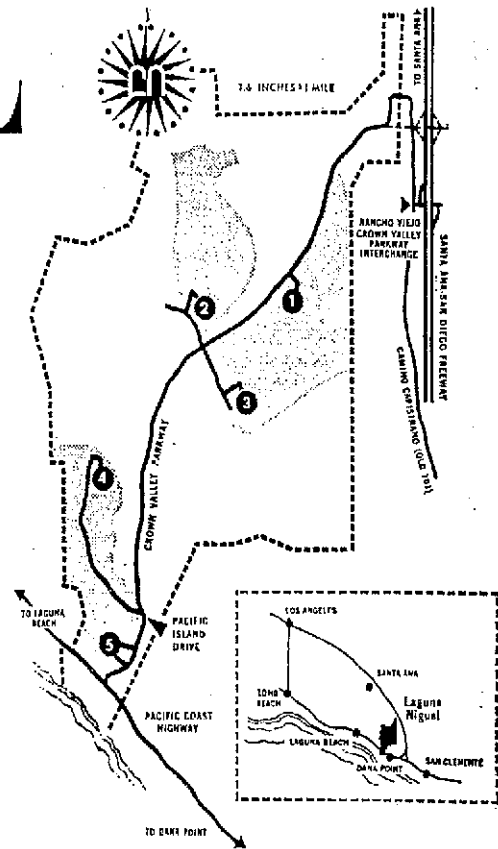 TO SANTA ANA
1.6 INCHES = 1 MILE
RANCHO VIEJO
CROWN VALLEY
PARKWAY
INTERCHANGE
SANTA ANA-SAN DIEGO FREEWAY
CAMINO CAPISTRANO (OLD 101)
1
2
3
4
CROWN VALLEY PARKWAY
TO LAGUNA
BEACH
PACIFIC
ISLAND
DRIVE
5
PACIFIC COAST
HIGHWAY
TO DANA POINT
LOS ANGELES
SANTA ANA
LONG
BEACH
Laguna
Niguel
LAGUNA BEACH
DANA POINT
SAN CLEMENTE